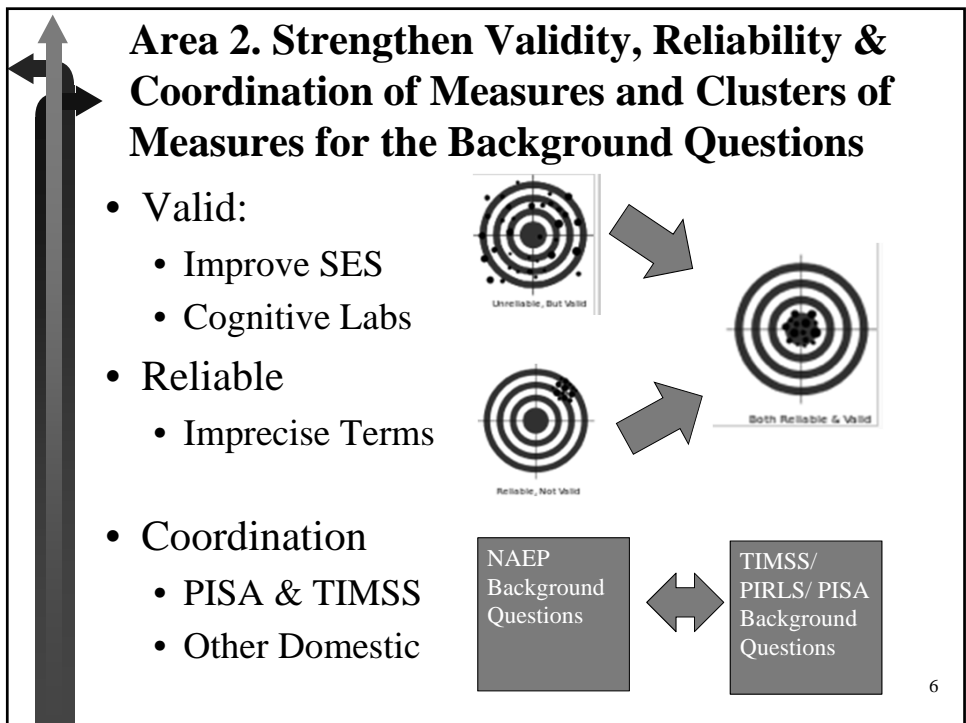 Area 2. Strengthen Validity, Reliability &
Coordination of Measures and Clusters of
Measures for the Background Questions
• Valid:
• Improve SES
• Cognitive Labs
• Reliable
• Imprecise Terms
• Coordination
• PISA & TIMSS
• Other Domestic
Unreliable, But Valid
Both Reliable & Valid
Reliable, Not Valid
NAEP
Background
Questions
TIMSS/
PIRLS/ PISA
Background
Questions
6